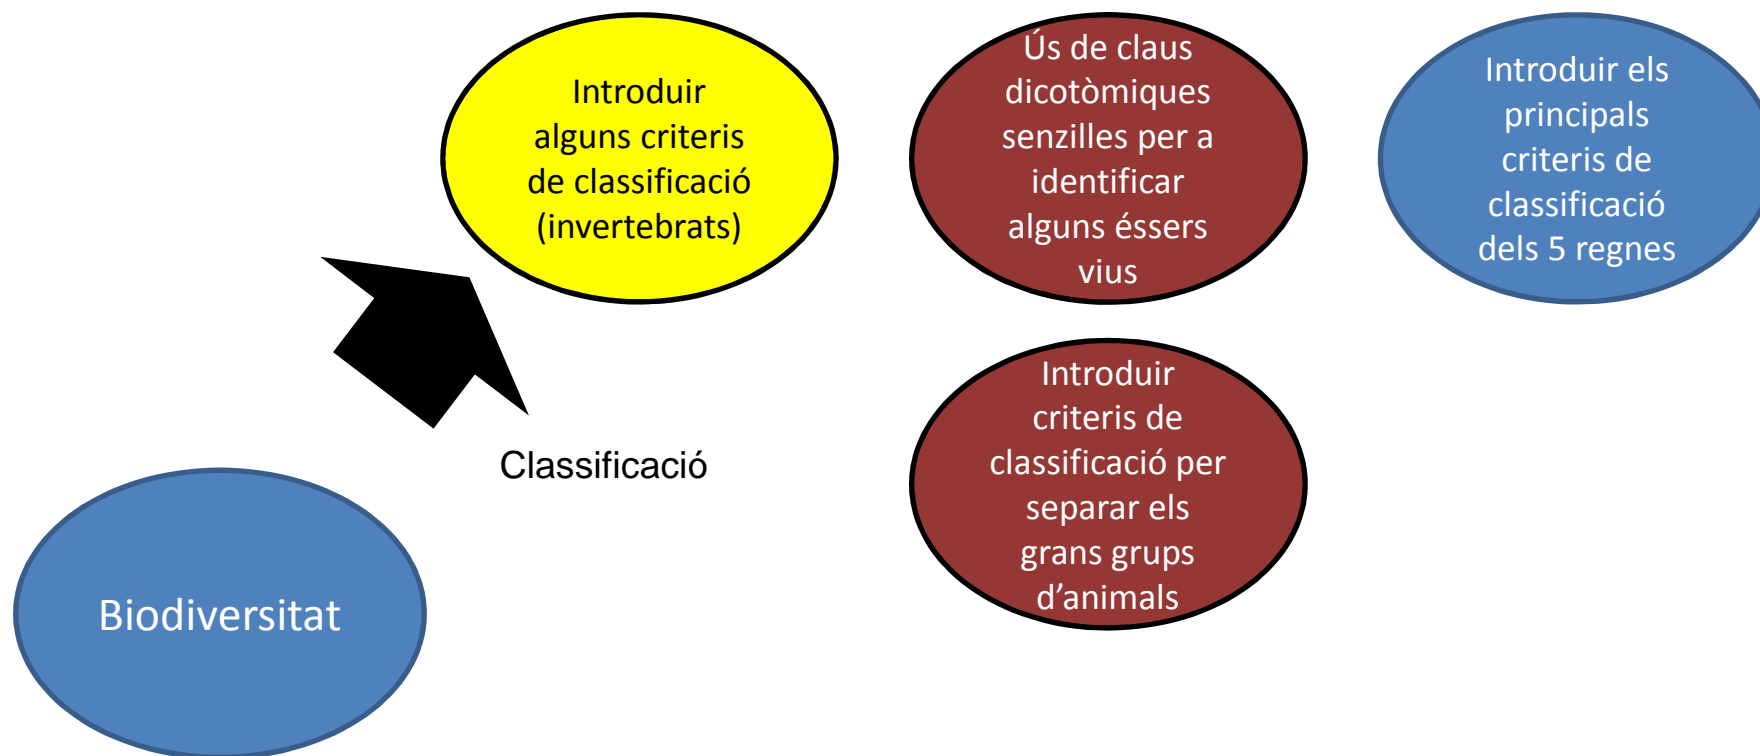 Introduir
alguns criteris
de classificació
(invertebrats)
Ús de claus
dicotòmiques
senzilles per a
identificar
alguns éssers
vius
Introduir els
principals
criteris de
classificació
dels 5 regnes
Introduir
criteris de
classificació per
separar els
grans grups
d’animals
Classificació
Biodiversitat